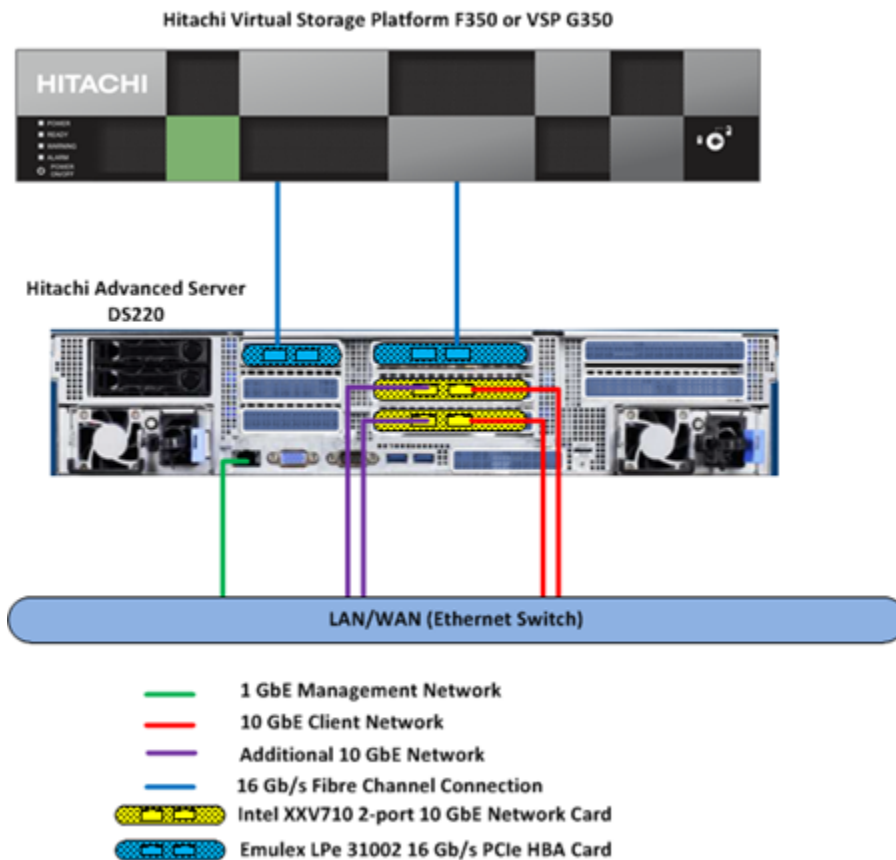 Hitachi Virtual Storage Platform F350 or VSP G350
HITACHI
POWER
READY
WARNING
ALARM
POWER
ON/OFF
Hitachi Advanced Server
DS220
LAN/WAN (Ethernet Switch)
1 GbE Management Network
10 GbE Client Network
Additional 10 GbE Network
16 Gb/s Fibre Channel Connection
Intel XXV710 2-port 10 GbE Network Card
Emulex LPe 31002 16 Gb/s PCIe HBA Card